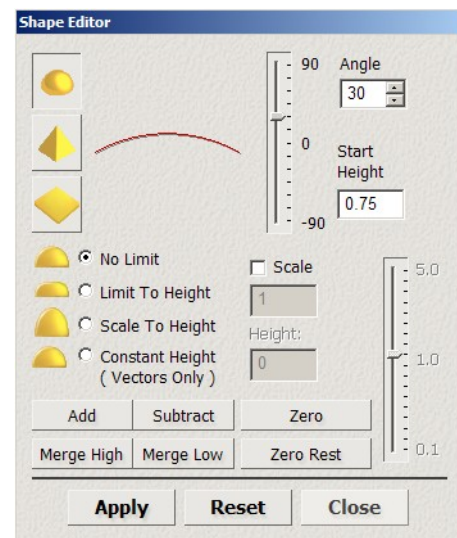 Shape Editor
90
Angle
30
0
Start
Height
0.75
-90
No Limit
Limit To Height
Scale To Height
Constant Height
( Vectors Only )
Scale
1
Height:
0
5.0
1.0
0.1
Add
Subtract
Zero
Merge High
Merge Low
Zero Rest
Apply
Reset
Close